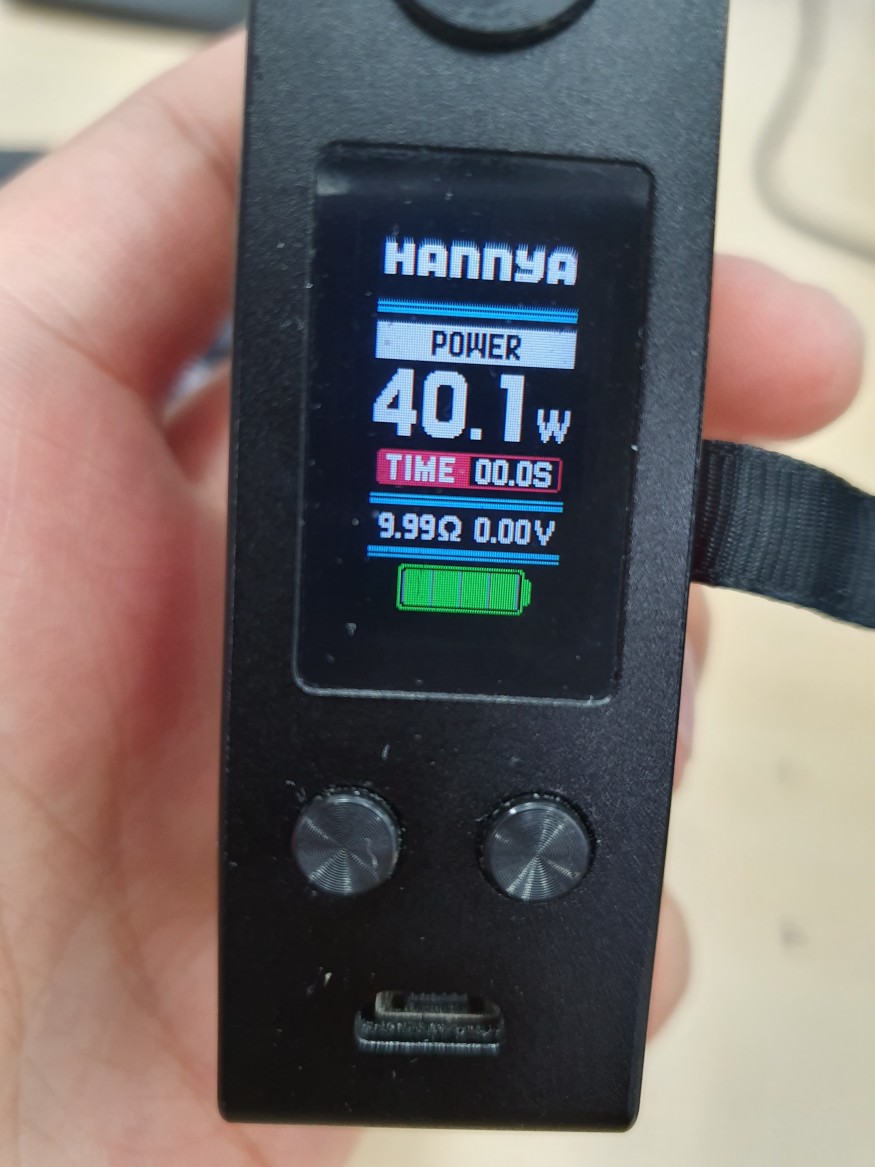 HANNYA
POWER
40.1W
TIME 00.0S
9.99Ω 0.00V